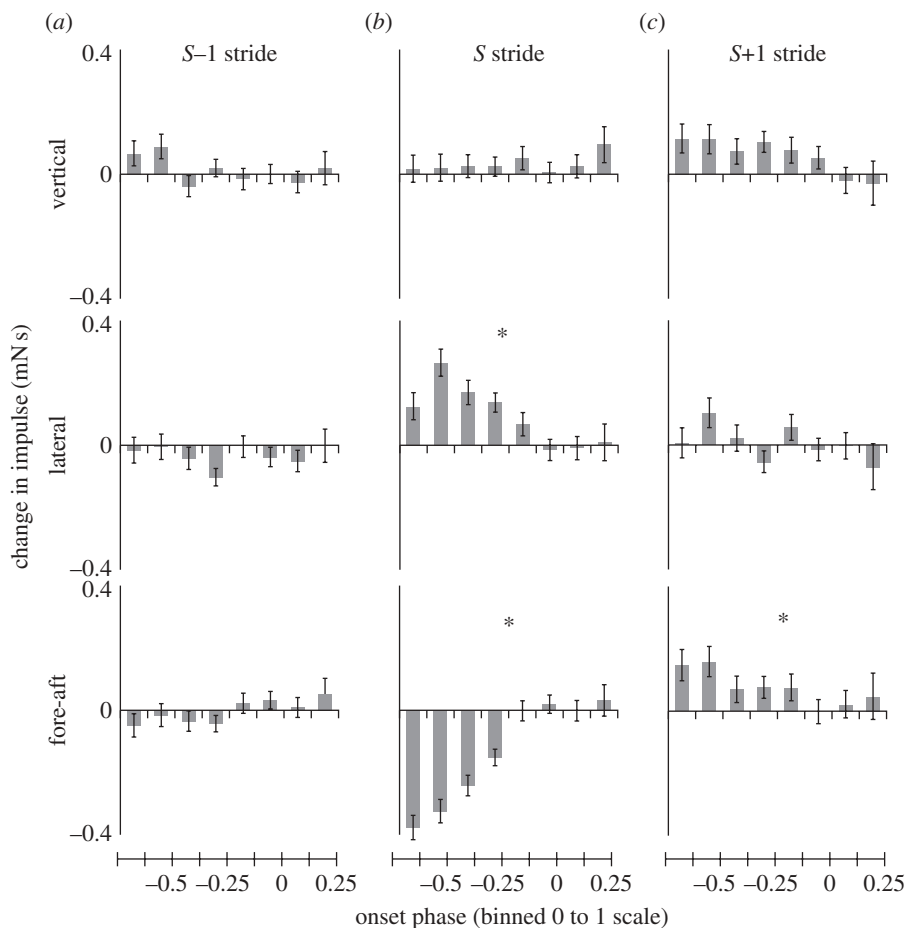 (a) (b) (c)
S–1 stride S stride S+1 stride
0.4
vertical
0
–0.4
0.4
change in impulse (mN s)
lateral
0
*
–0.4
0.4
fore-aft
0
* *
–0.4
–0.5 –0.25 0 0.25 –0.5 –0.25 0 0.25 –0.5 –0.25 0 0.25
onset phase (binned 0 to 1 scale)